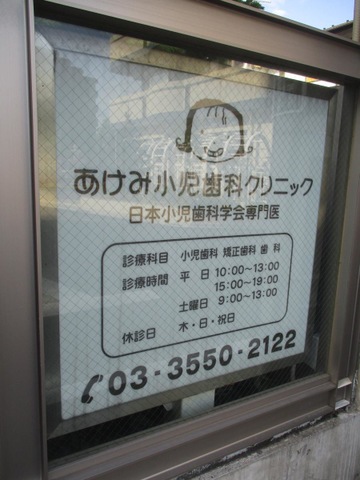 あけみ小児歯科クリニック
日本小児歯科学会専門医
診療科目 小児歯科 矯正歯科 歯科
診療時間 平日 10:00~13:00
15:00~19:00
土曜日 9:00~13:00
休診日 木・日・祝日
03-3550-2122